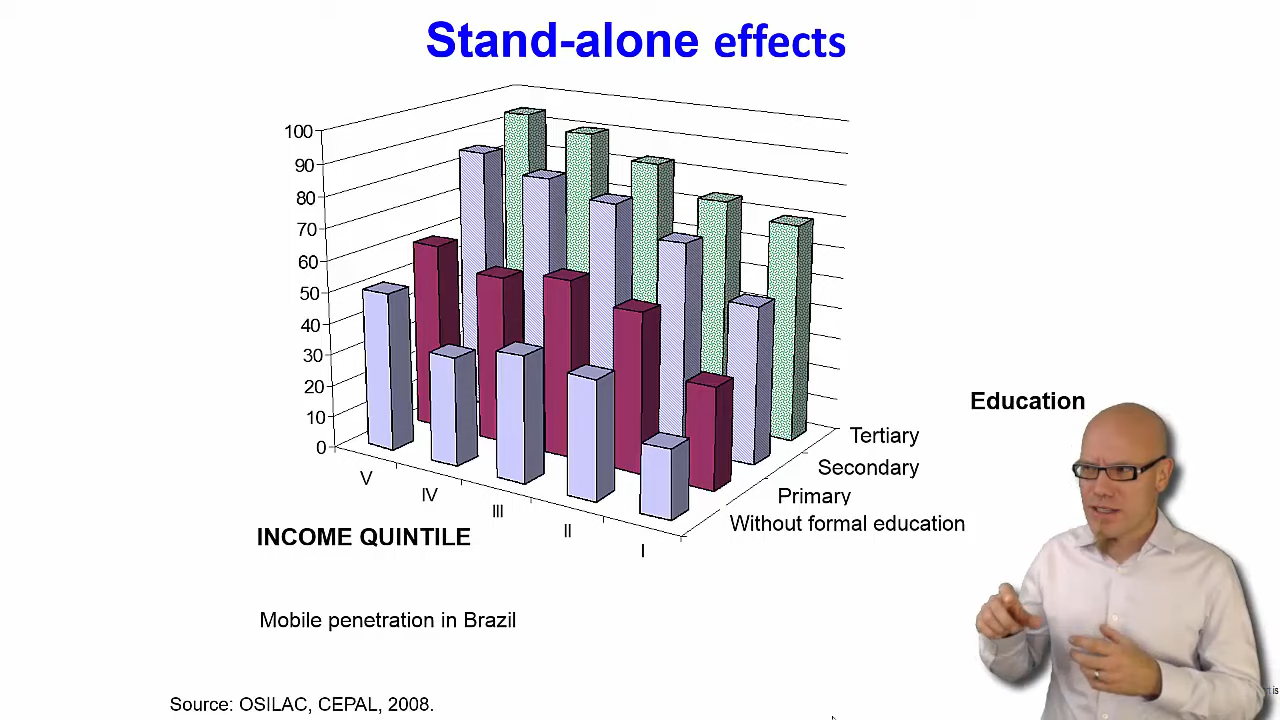 Stand-alone effects
100
90
80
70
60
50
40
30
20
10
0
V
IV
III
II
I
INCOME QUINTILE
Education
Tertiary
Secondary
Primary
Without formal education
Mobile penetration in Brazil
Source: OSILAC, CEPAL, 2008.